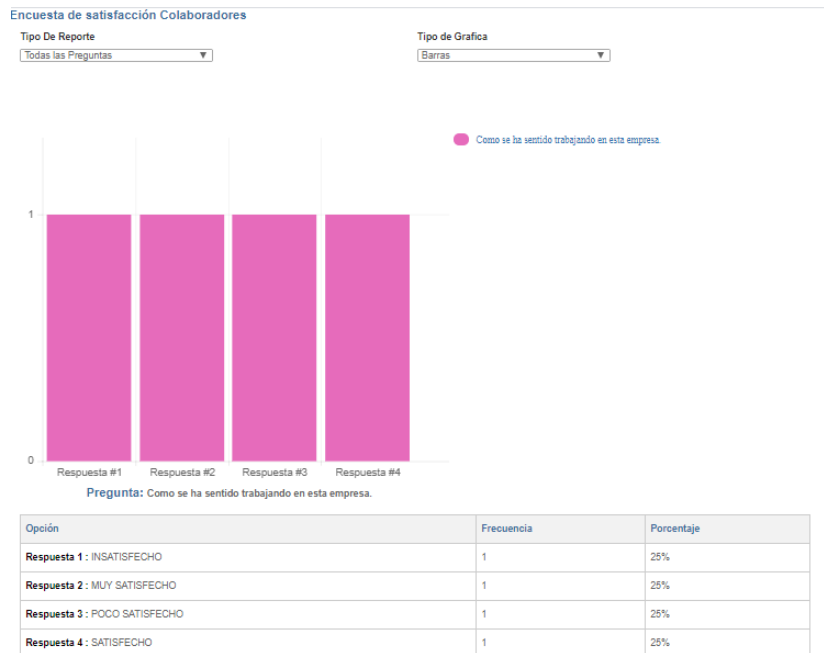 Encuesta de satisfacción Colaboradores
Tipo De Reporte Tipo de Grafica
Todas las Preguntas ▼ Barras ▼
Como se ha sentido trabajando en esta empresa.
1
0
Respuesta #1 Respuesta #2 Respuesta #3 Respuesta #4
Pregunta: Como se ha sentido trabajando en esta empresa.
Opción Frecuencia Porcentaje
Respuesta 1 : INSATISFECHO 1 25%
Respuesta 2 : MUY SATISFECHO 1 25%
Respuesta 3 : POCO SATISFECHO 1 25%
Respuesta 4 : SATISFECHO 1 25%